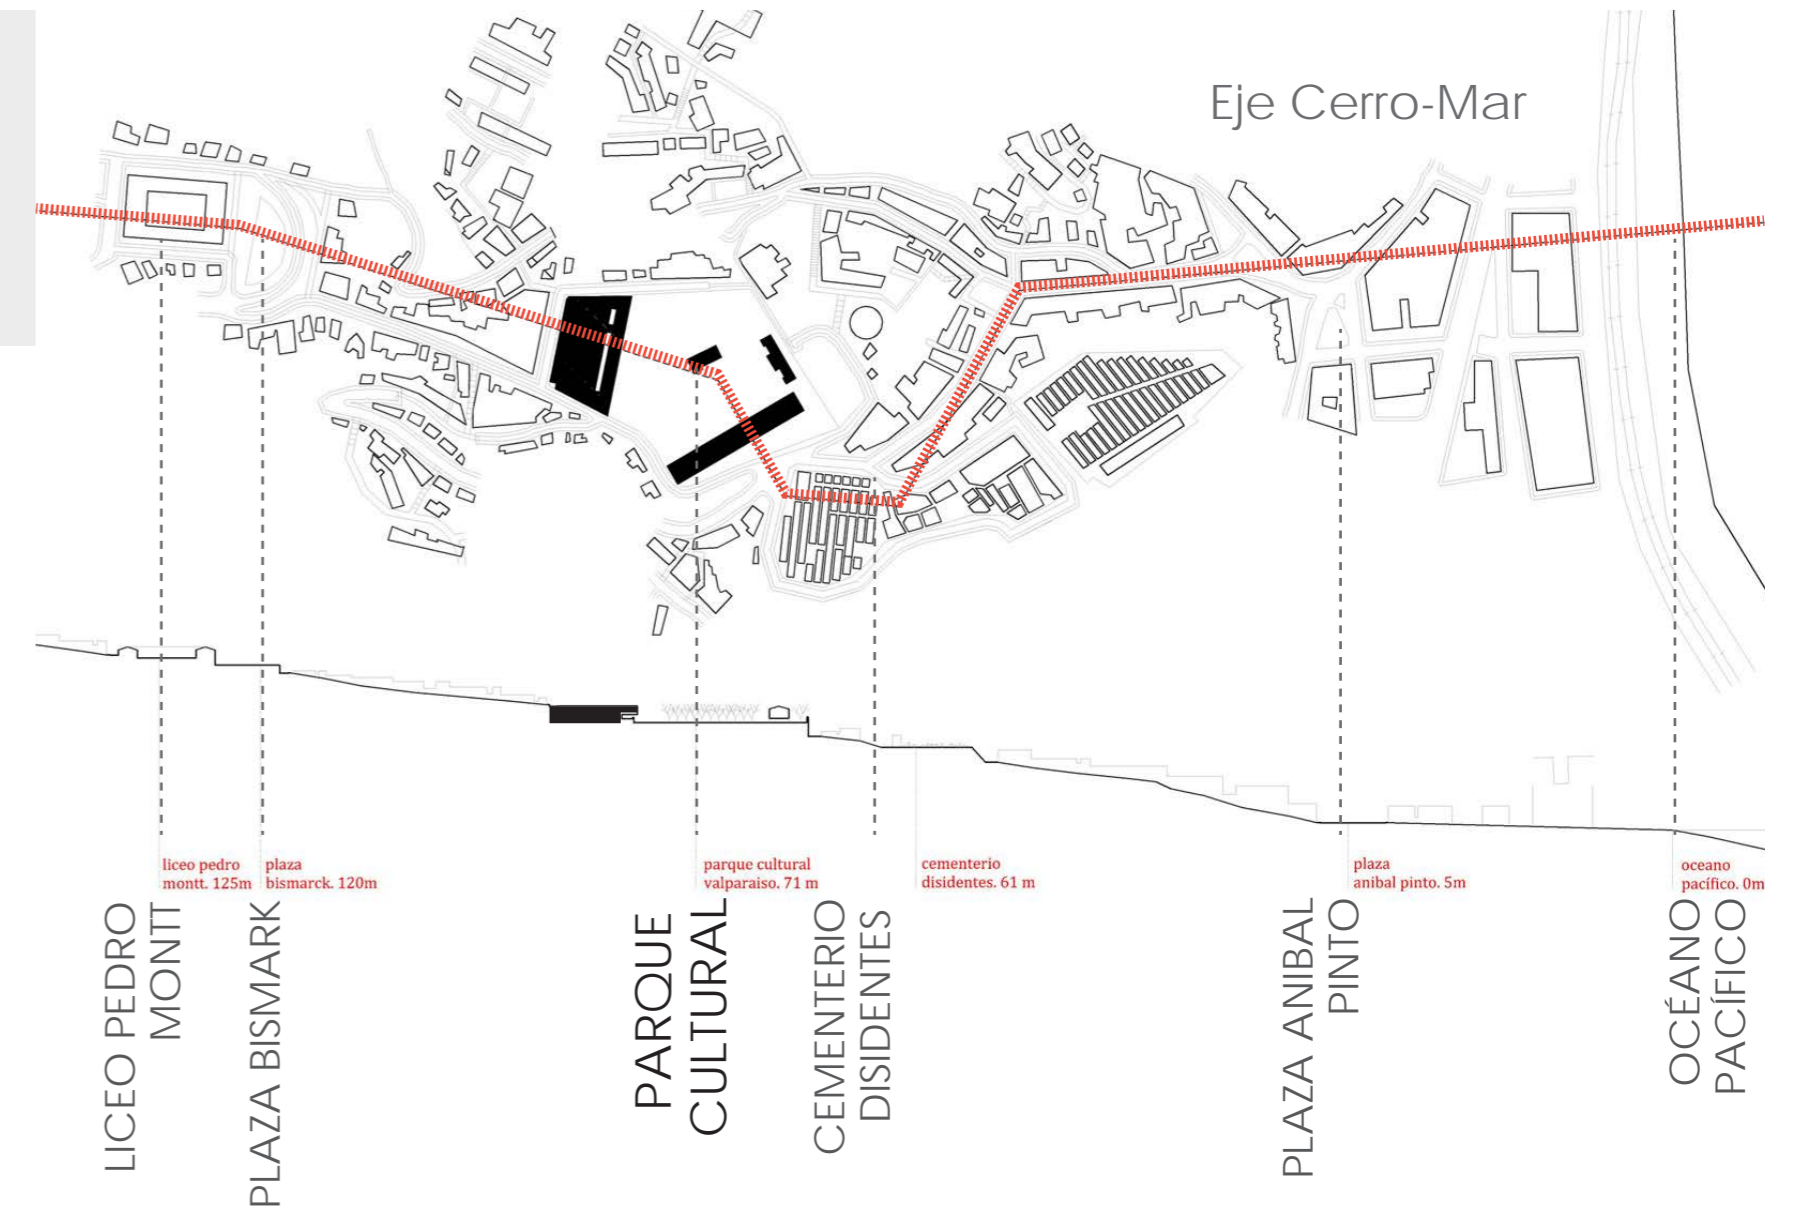 Eje Cerro-Mar
liceo pedro
montt. 125m
plaza
bismarck. 120m
parque cultural
valparaiso. 71 m
cementerio
disidentes. 61 m
plaza
anibal pinto. 5m
oceano
pacífico. 0m
LICEO PEDRO
MONTT
PLAZA BISMARK
PARQUE
CULTURAL
CEMENTERIO
DISIDENTES
PLAZA ANIBAL
PINTO
OCÉANO
PACÍFICO